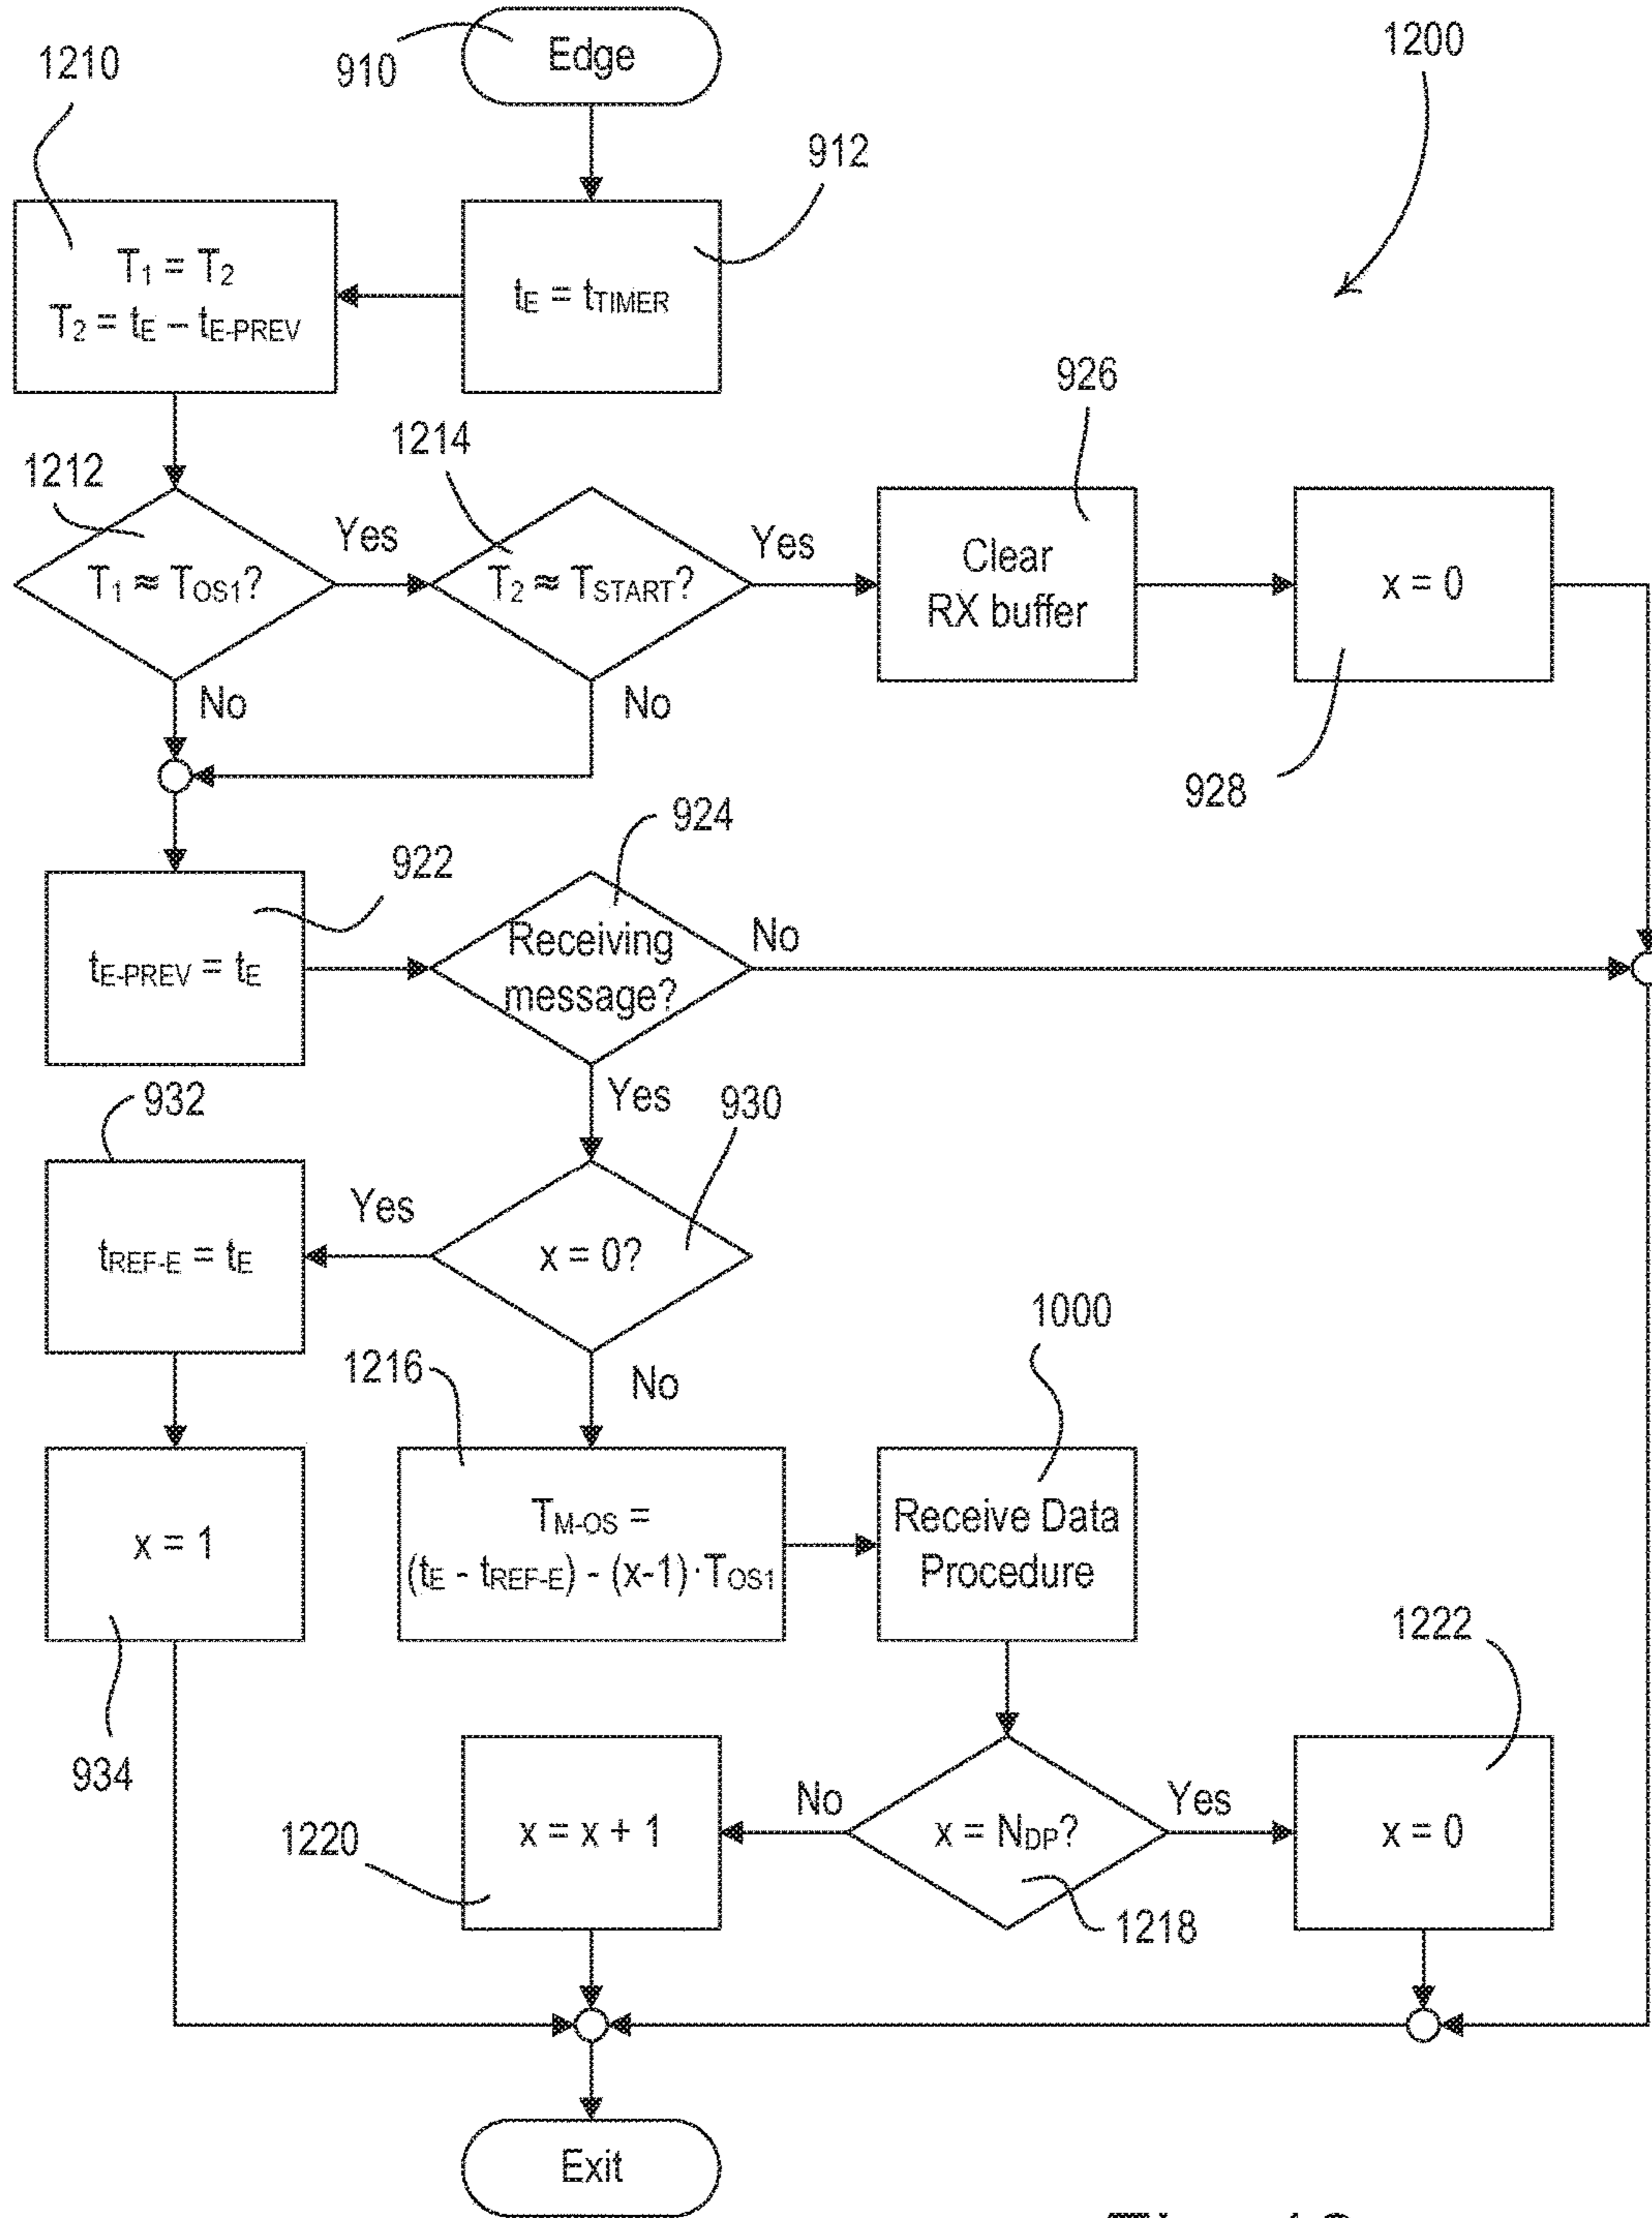 1210
910
Edge
1200
912
T1 = T2
T2 = tE – tE-PREV
tE = tTIMER
926
1214
1212
Yes
Yes
T1 ≈ TOS1?
T2 ≈ TSTART?
Clear
RX buffer
x = 0
No
No
928
924
922
tE-PREV = tE
Receiving
message?
No
932
Yes
930
Yes
tREF-E = tE
x = 0?
1000
1216
No
x = 1
TM-OS =
(tE - tREF-E) - (x-1)·TOS1
Receive Data
Procedure
1222
934
No
Yes
1220
x = x + 1
x = NDP?
x = 0
1218
Exit